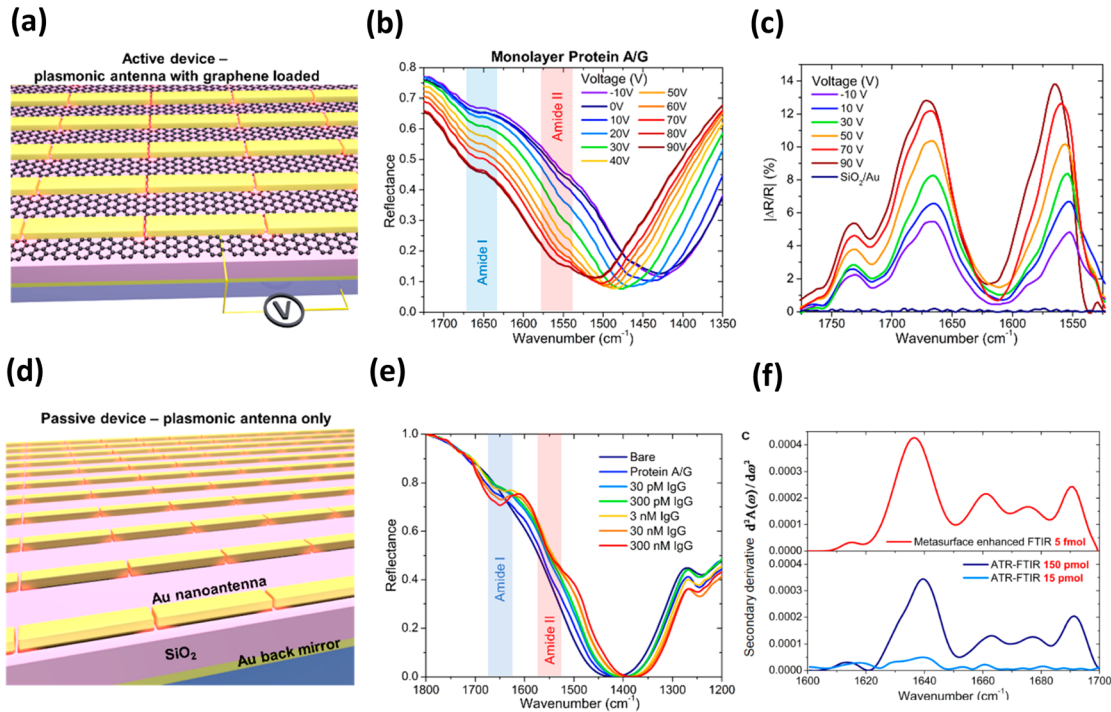 (a)
Active device –
plasmonic antenna with graphene loaded
V
(b)
Monolayer Protein A/G
Voltage (V)
-10V
0V
10V
20V
30V
40V
50V
60V
70V
80V
90V
Amide I
Amide II
Reflectance
0.8
0.7
0.6
0.5
0.4
0.3
0.2
0.1
0.0
1700 1650 1600 1550 1500 1450 1400 1350
Wavenumber (cm⁻¹)
(c)
Voltage (V)
-10 V
10 V
30 V
50 V
70 V
90 V
SiO₂/Au
|ΔR/R| (%)
14
12
10
8
6
4
2
0
1750 1700 1650 1600 1550
Wavenumber (cm⁻¹)
(d)
Passive device – plasmonic antenna only
Au nanoantenna
SiO₂
Au back mirror
(e)
Bare
Protein A/G
30 pM IgG
300 pM IgG
3 nM IgG
30 nM IgG
300 nM IgG
Amide I
Amide II
Reflectance
1.0
0.8
0.6
0.4
0.2
0.0
1800 1700 1600 1500 1400 1300 1200
Wavenumber (cm⁻¹)
(f)
C
Secondary derivative d²A(ω)/dω²
0.0004
0.0003
0.0002
0.0001
0.0000
Metasurface enhanced FTIR 5 fmol
0.0004
0.0003
0.0002
0.0001
0.0000
ATR-FTIR 150 pmol
ATR-FTIR 15 pmol
1600 1620 1640 1660 1680 1700
Wavenumber (cm⁻¹)